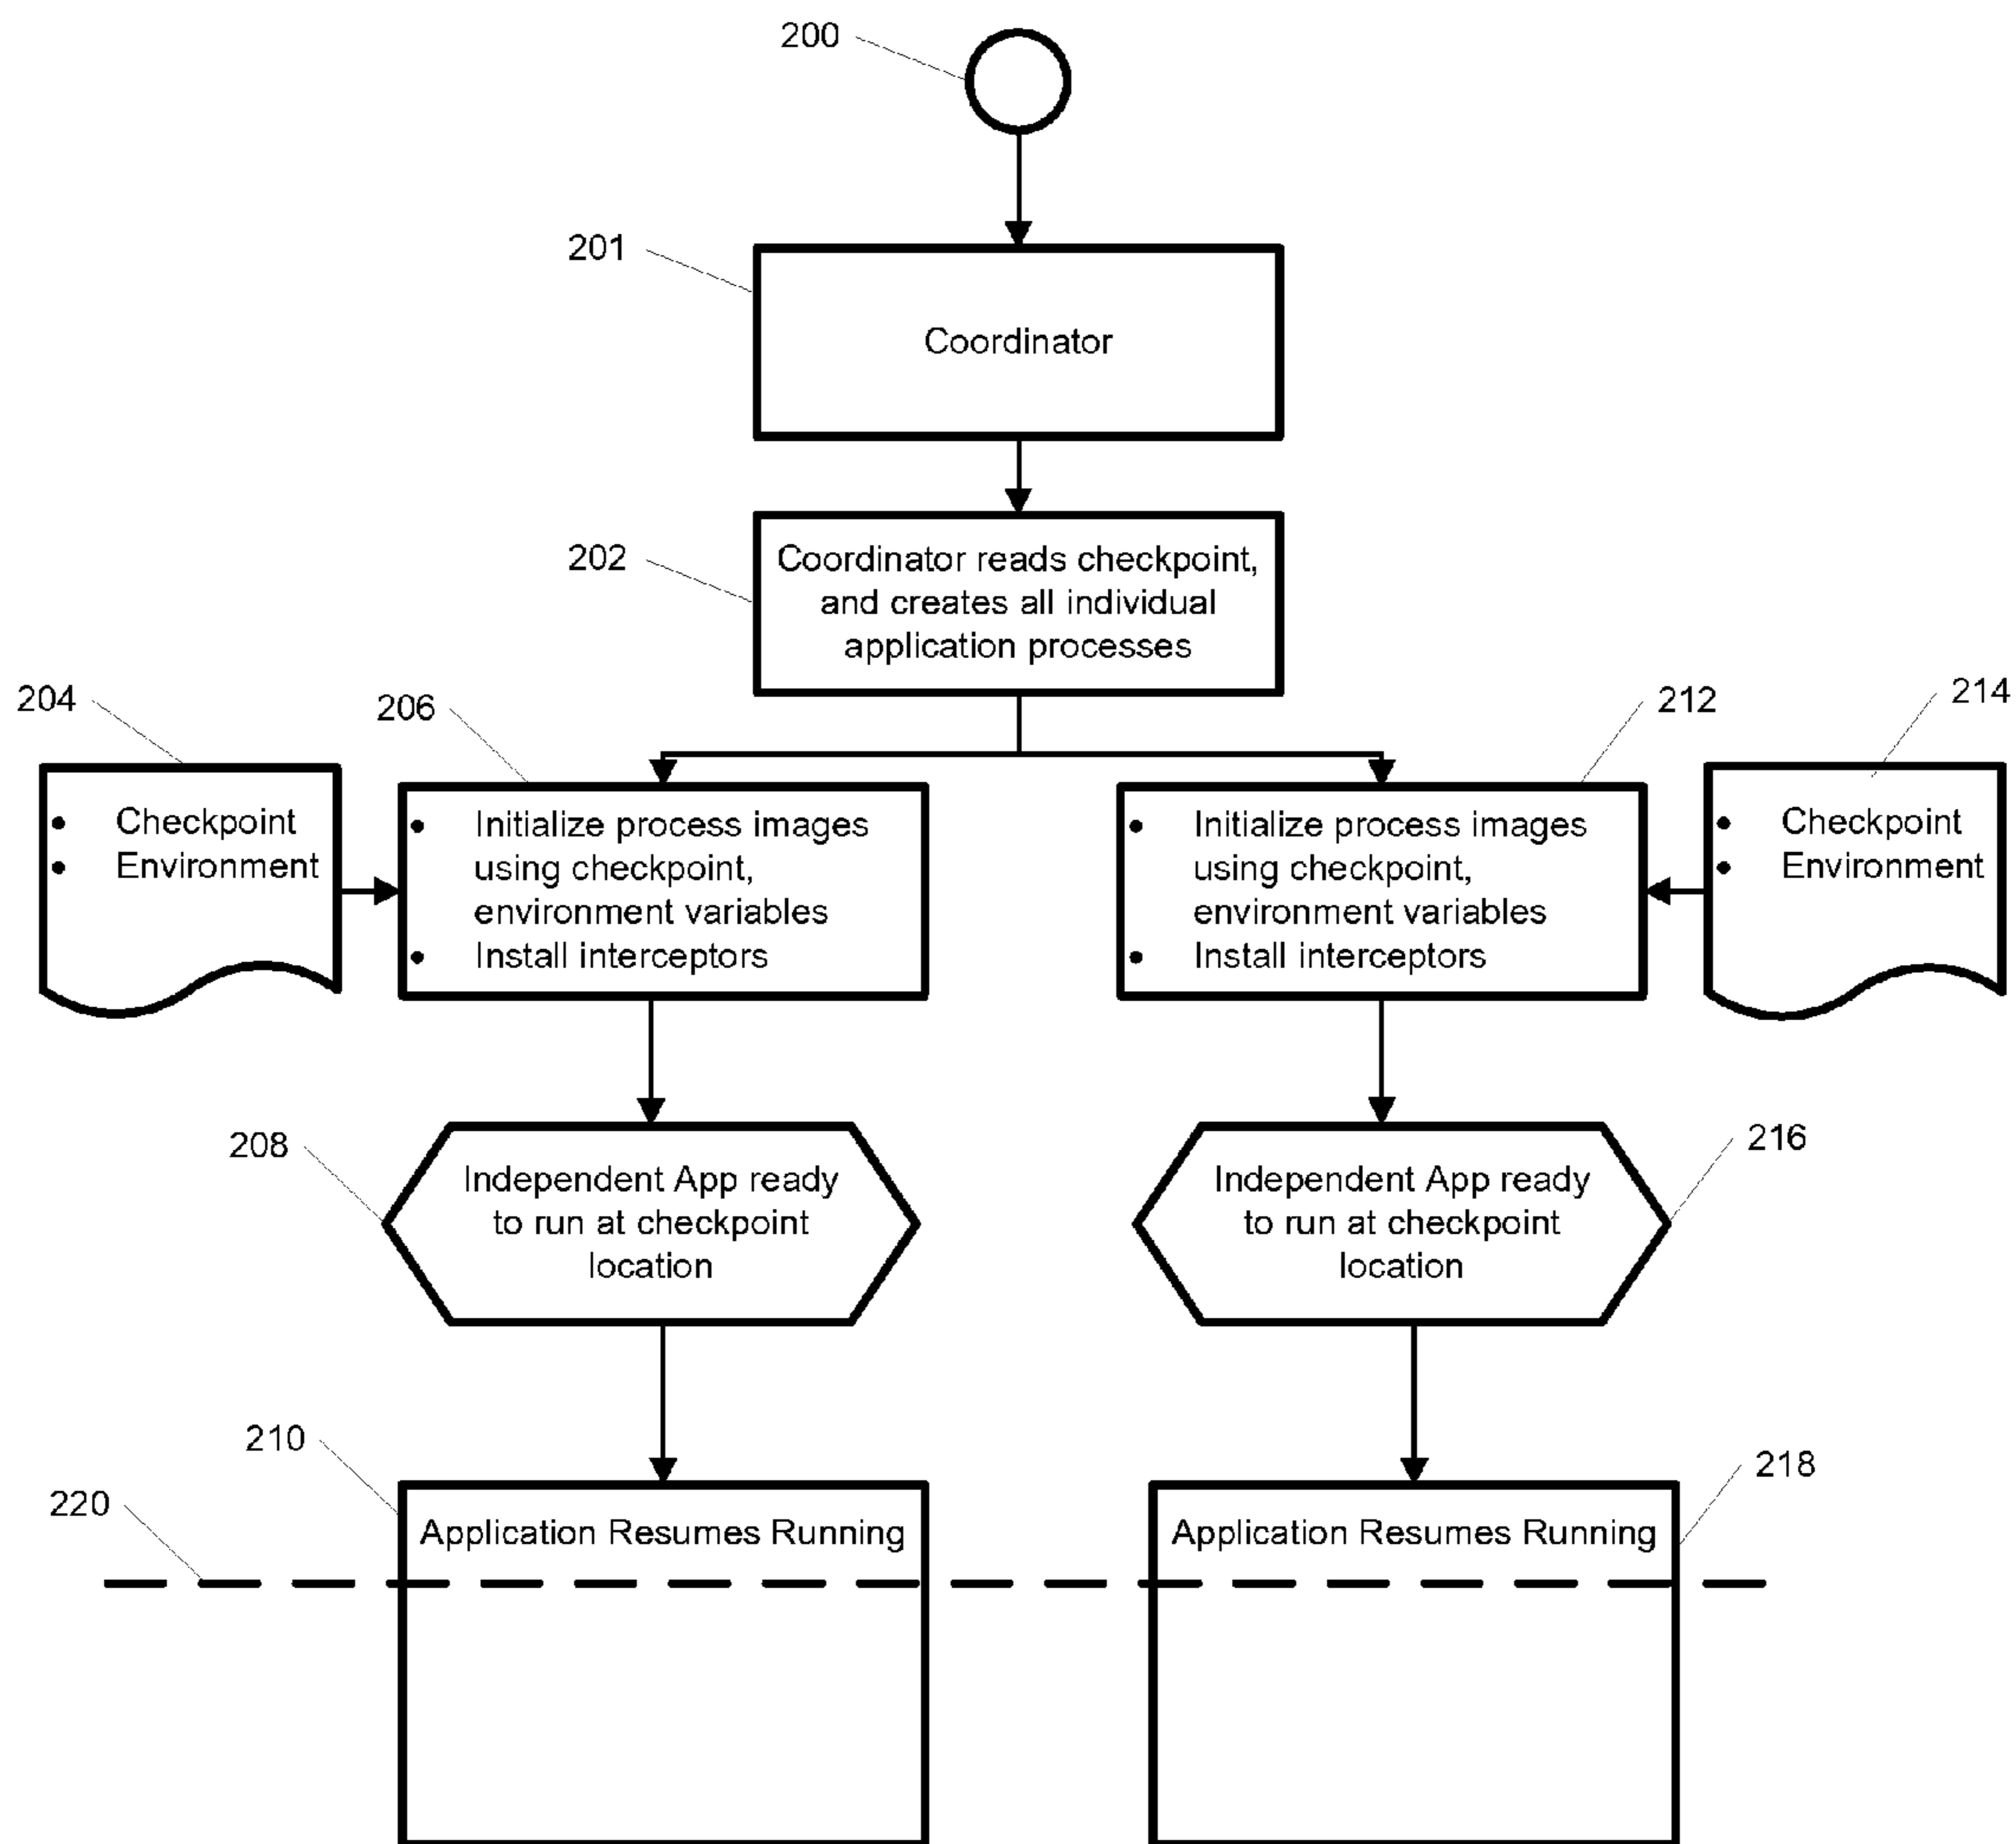 200
201
Coordinator
202
Coordinator reads checkpoint,
and creates all individual
application processes
204
206
212
214
• Checkpoint
• Environment
• Initialize process images
using checkpoint,
environment variables
• Install interceptors
• Initialize process images
using checkpoint,
environment variables
• Install interceptors
• Checkpoint
• Environment
208
Independent App ready
to run at checkpoint
location
Independent App ready
to run at checkpoint
location
216
210
Application Resumes Running
Application Resumes Running
218
220